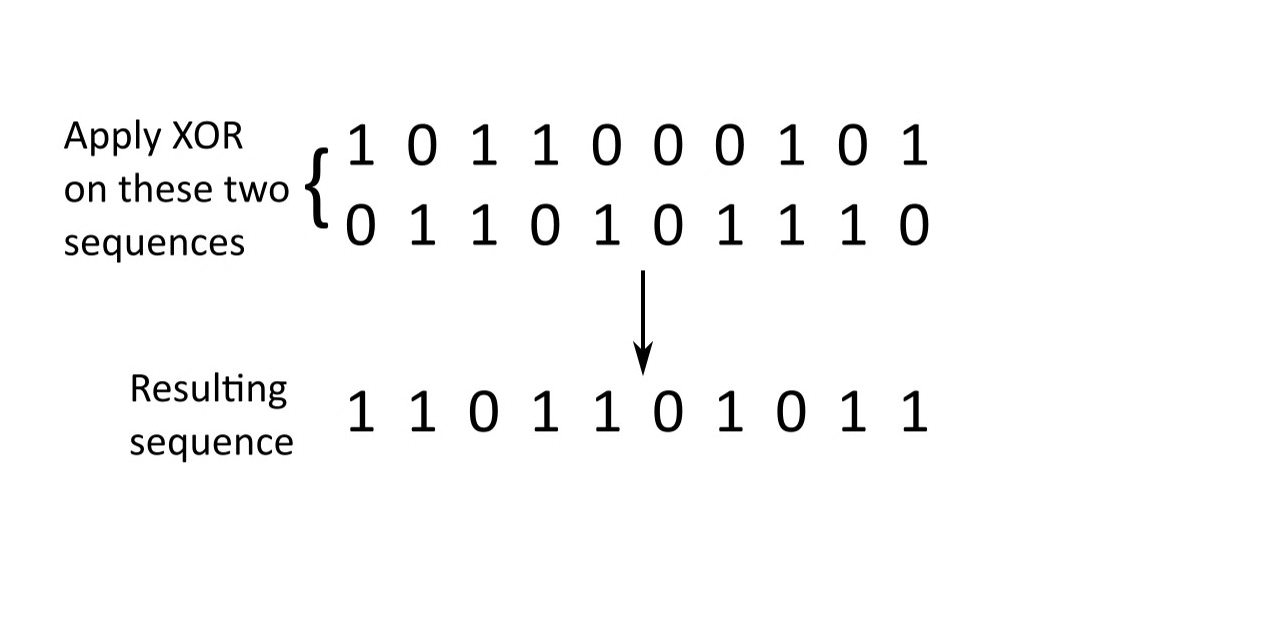 Apply XOR
on these two
sequences
{
1 0 1 1 0 0 0 1 0 1
0 1 1 0 1 0 1 1 1 0
Resulting
sequence
1 1 0 1 1 0 1 0 1 1